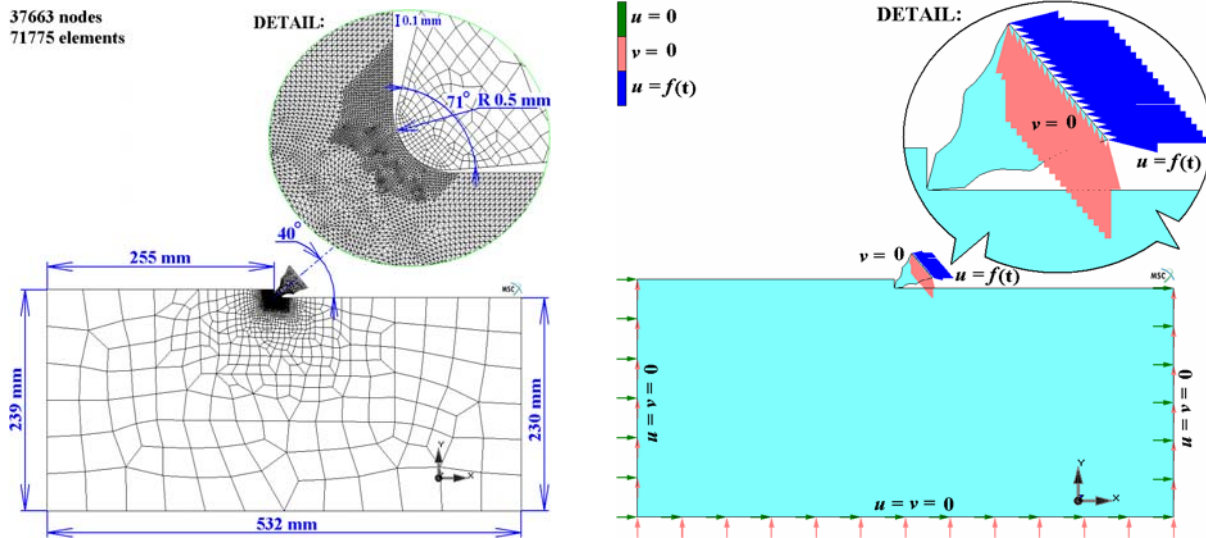 37663 nodes
71775 elements
DETAIL:
0.1 mm
71°
R 0.5 mm
40°
255 mm
MSC
239 mm
230 mm
Y
X
Z
532 mm
u = 0
v = 0
u = f(t)
DETAIL:
v = 0
u = f(t)
v = 0
u = f(t)
MSC
u = v = 0
u = v = 0
Y
X
Z
u = v = 0